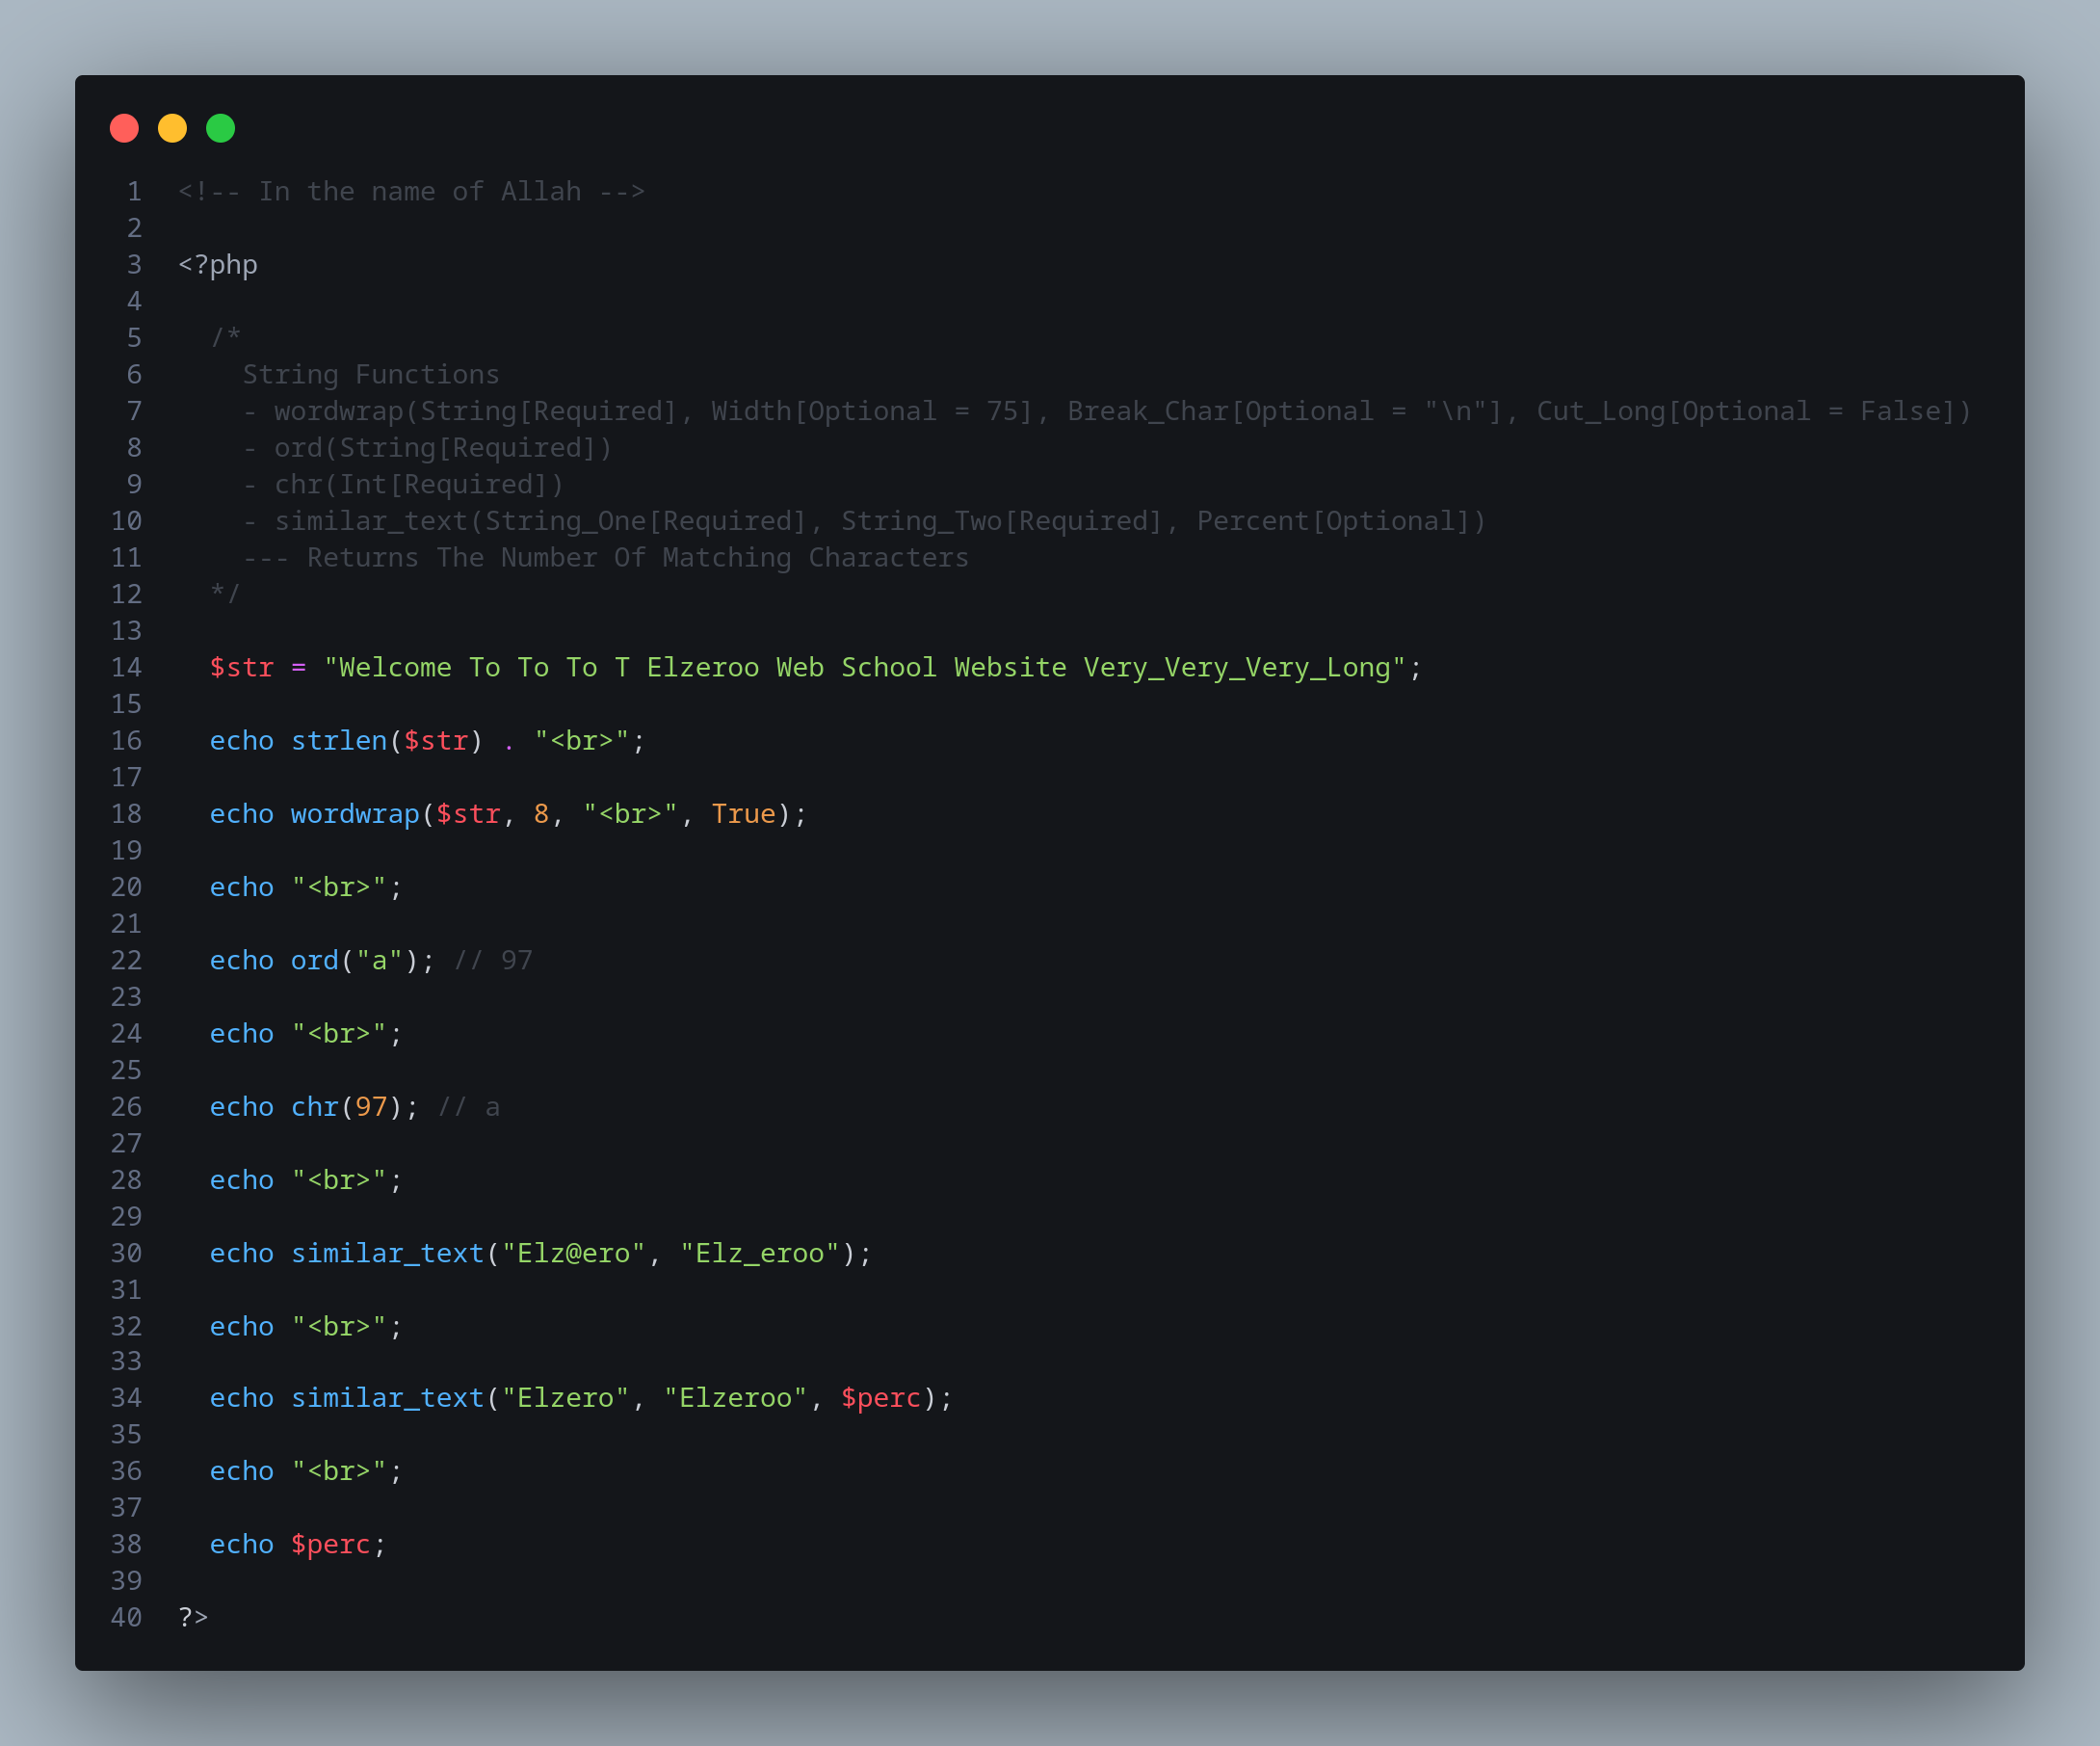 1 <!-- In the name of Allah -->
2
3 <?php
4
5   /*
6     String Functions
7     - wordwrap(String[Required], Width[Optional = 75], Break_Char[Optional = "\n"], Cut_Long[Optional = False])
8     - ord(String[Required])
9     - chr(Int[Required])
10     - similar_text(String_One[Required], String_Two[Required], Percent[Optional])
11     --- Returns The Number Of Matching Characters
12   */
13
14   $str = "Welcome To To To T Elzeroo Web School Website Very_Very_Very_Long";
15
16   echo strlen($str) . "<br>";
17
18   echo wordwrap($str, 8, "<br>", True);
19
20   echo "<br>";
21
22   echo ord("a"); // 97
23
24   echo "<br>";
25
26   echo chr(97); // a
27
28   echo "<br>";
29
30   echo similar_text("Elz@ero", "Elz_eroo");
31
32   echo "<br>";
33
34   echo similar_text("Elzero", "Elzeroo", $perc);
35
36   echo "<br>";
37
38   echo $perc;
39
40 ?>